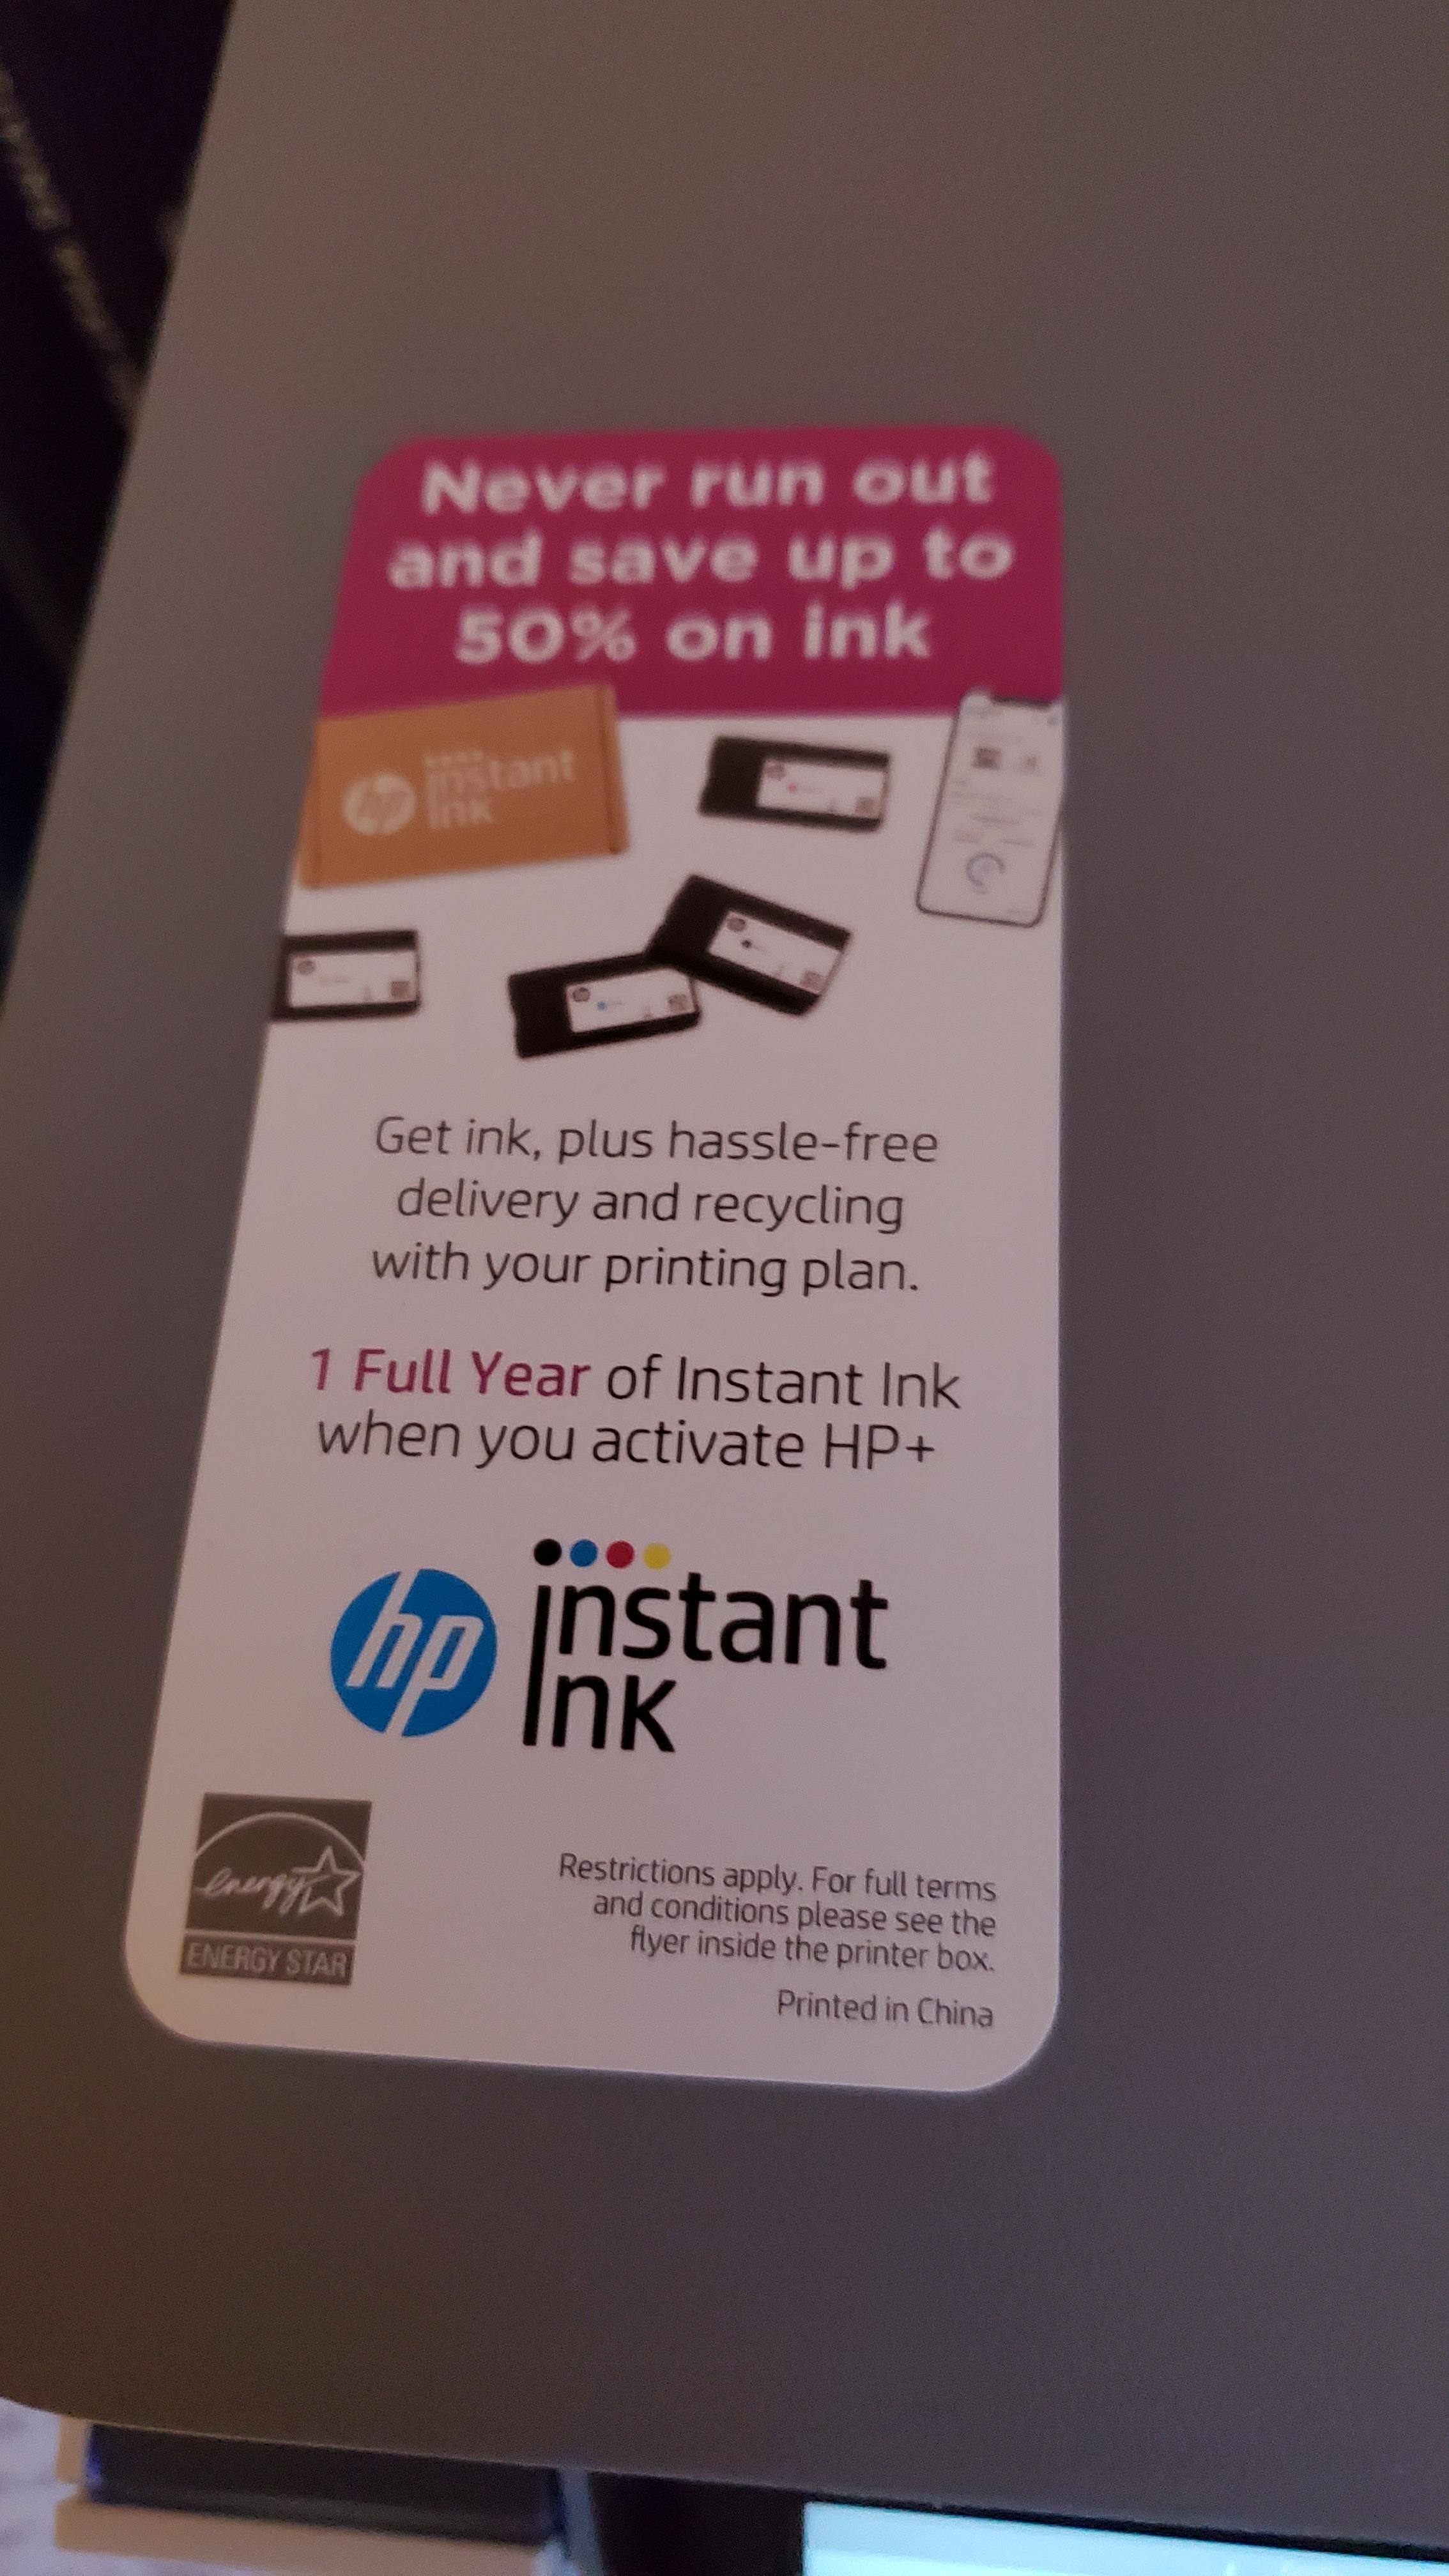 Never run out
and save up to
50% on ink
hp instant
ink
Get ink, plus hassle-free
delivery and recycling
with your printing plan.
1 Full Year of Instant Ink
when you activate HP+
hp instant
ink
energy
ENERGY STAR
Restrictions apply. For full terms
and conditions please see the
flyer inside the printer box.
Printed in China